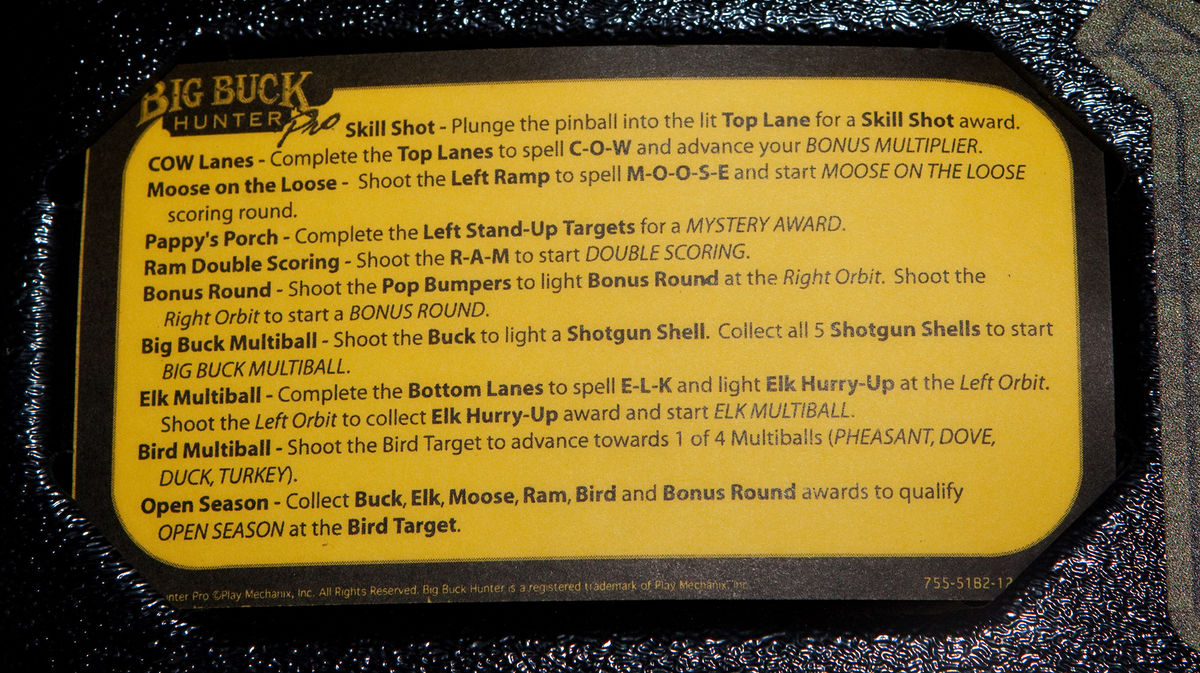 BIG BUCK
HUNTER Pro
Skill Shot - Plunge the pinball into the lit Top Lane for a Skill Shot award.
COW Lanes - Complete the Top Lanes to spell C-O-W and advance your BONUS MULTIPLIER.
Moose on the Loose - Shoot the Left Ramp to spell M-O-O-S-E and start MOOSE ON THE LOOSE
scoring round.
Pappy's Porch - Complete the Left Stand-Up Targets for a MYSTERY AWARD.
Ram Double Scoring - Shoot the R-A-M to start DOUBLE SCORING.
Bonus Round - Shoot the Pop Bumpers to light Bonus Round at the Right Orbit. Shoot the
Right Orbit to start a BONUS ROUND.
Big Buck Multiball - Shoot the Buck to light a Shotgun Shell. Collect all 5 Shotgun Shells to start
BIG BUCK MULTIBALL.
Elk Multiball - Complete the Bottom Lanes to spell E-L-K and light Elk Hurry-Up at the Left Orbit.
Shoot the Left Orbit to collect Elk Hurry-Up award and start ELK MULTIBALL.
Bird Multiball - Shoot the Bird Target to advance towards 1 of 4 Multiballs (PHEASANT, DOVE,
DUCK, TURKEY).
Open Season - Collect Buck, Elk, Moose, Ram, Bird and Bonus Round awards to qualify
OPEN SEASON at the Bird Target.
unter Pro ©Play Mechanix, Inc. All Rights Reserved. Big Buck Hunter is a registered trademark of Play Mechanix, Inc.
755-51B2-12